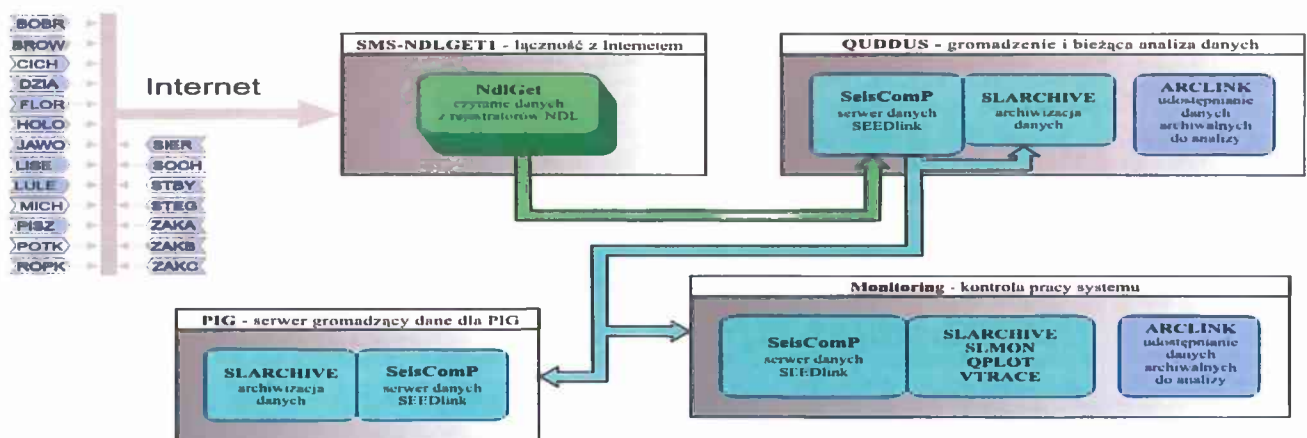 BOBR
BROW
CICH
DZIA
FLOR
HOLO
JAWO
LISE
LULE
MICH
PISZ
POTK
ROPK
Internet
SIER
SOCH
STBY
STEG
ZAKA
ZAKB
ZAKC
SMS-NDLGET1 - łączność z Internetem
NdlGet
czytanie danych
z rejestratorów NDL
QUDDUS - gromadzenie i bieżąca analiza danych
SeisComP
serwer danych
SEEDlink
SLARCHIVE
archiwizacja
danych
ARCLINK
udostępnianie
danych
archiwalnych
do analizy
PIG - serwer gromadzący dane dla PIG
SLARCHIVE
archiwizacja
danych
SeisComP
serwer danych
SEEDlink
Monitoring - kontrola pracy systemu
SeisComP
serwer danych
SEEDlink
SLARCHIVE
SLMON
QPLOT
VTRACE
ARCLINK
udostępnianie
danych
archiwalnych
do analizy